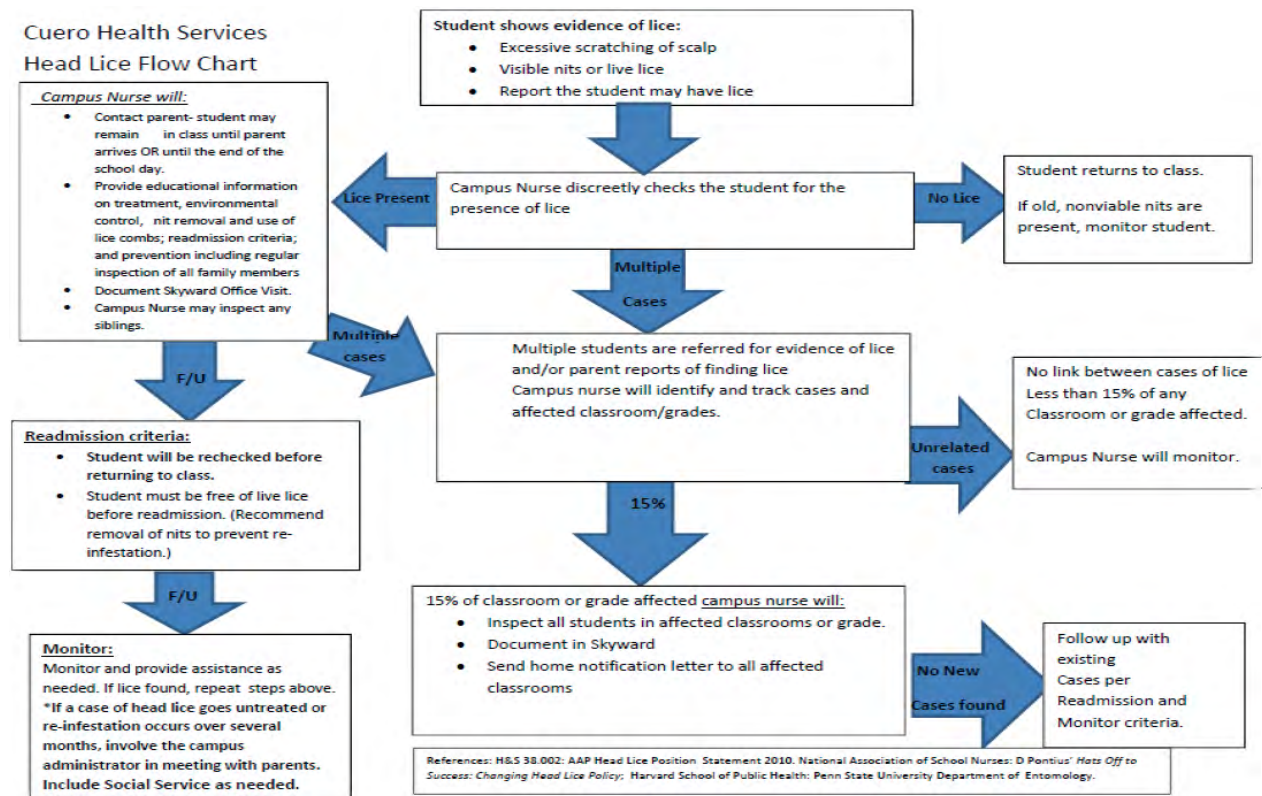 Cuero Health Services
Head Lice Flow Chart
Student shows evidence of lice:
• Excessive scratching of scalp
• Visible nits or live lice
• Report the student may have lice
Campus Nurse will:
• Contact parent- student may
remain in class until parent
arrives OR until the end of the
school day.
• Provide educational information
on treatment, environmental
control, nit removal and use of
lice combs; readmission criteria;
and prevention including regular
inspection of all family members
• Document Skyward Office Visit.
• Campus Nurse may inspect any
siblings.
Lice Present
Campus Nurse discreetly checks the student for the
presence of lice
No Lice
Student returns to class.
If old, nonviable nits are
present, monitor student.
Multiple
Cases
Multiple
cases
Multiple students are referred for evidence of lice
and/or parent reports of finding lice
Campus nurse will identify and track cases and
affected classroom/grades.
Unrelated
cases
No link between cases of lice
Less than 15% of any
Classroom or grade affected.
Campus Nurse will monitor.
F/U
Readmission criteria:
• Student will be rechecked before
returning to class.
• Student must be free of live lice
before readmission. (Recommend
removal of nits to prevent re-
infestation.)
15%
F/U
15% of classroom or grade affected campus nurse will:
• Inspect all students in affected classrooms or grade.
• Document in Skyward
• Send home notification letter to all affected
classrooms
No New
Cases found
Follow up with
existing
Cases per
Readmission and
Monitor criteria.
Monitor:
Monitor and provide assistance as
needed. If lice found, repeat steps above.
*If a case of head lice goes untreated or
re-infestation occurs over several
months, involve the campus
administrator in meeting with parents.
Include Social Service as needed.
References: H&S 38.002: AAP Head Lice Position Statement 2010. National Association of School Nurses: D Pontius' Hats Off to
Success: Changing Head Lice Policy; Harvard School of Public Health: Penn State University Department of Entomology.